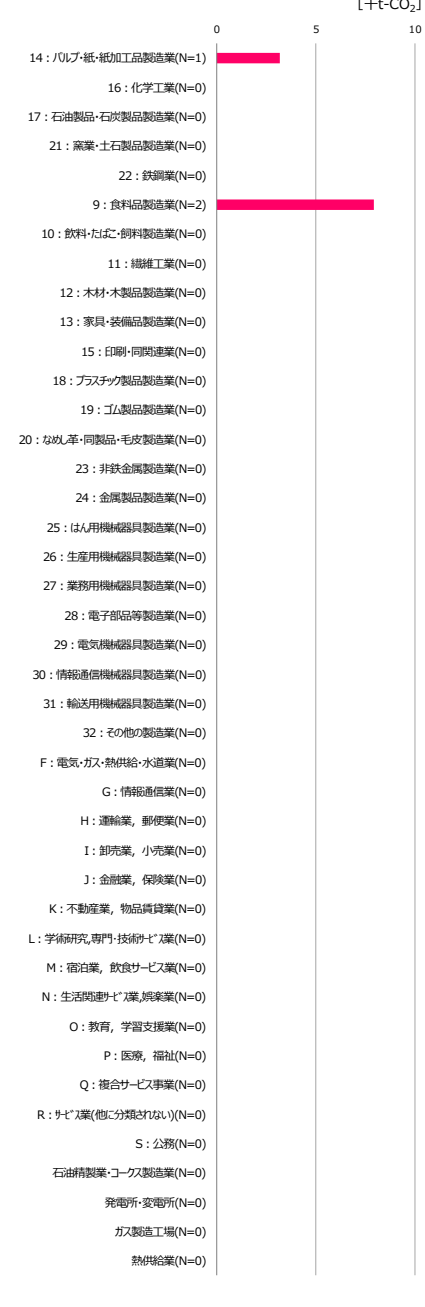 [千t-CO₂]
0 5 10
14：パルプ・紙・紙加工品製造業(N=1)
16：化学工業(N=0)
17：石油製品・石炭製品製造業(N=0)
21：窯業・土石製品製造業(N=0)
22：鉄鋼業(N=0)
9：食料品製造業(N=2)
10：飲料・たばこ・飼料製造業(N=0)
11：繊維工業(N=0)
12：木材・木製品製造業(N=0)
13：家具・装備品製造業(N=0)
15：印刷・同関連業(N=0)
18：プラスチック製品製造業(N=0)
19：ゴム製品製造業(N=0)
20：なめし革・同製品・毛皮製造業(N=0)
23：非鉄金属製造業(N=0)
24：金属製品製造業(N=0)
25：はん用機械器具製造業(N=0)
26：生産用機械器具製造業(N=0)
27：業務用機械器具製造業(N=0)
28：電子部品等製造業(N=0)
29：電気機械器具製造業(N=0)
30：情報通信機械器具製造業(N=0)
31：輸送用機械器具製造業(N=0)
32：その他の製造業(N=0)
F：電気・ガス・熱供給・水道業(N=0)
G：情報通信業(N=0)
H：運輸業，郵便業(N=0)
I：卸売業，小売業(N=0)
J：金融業，保険業(N=0)
K：不動産業，物品賃貸業(N=0)
L：学術研究,専門・技術サービス業(N=0)
M：宿泊業，飲食サービス業(N=0)
N：生活関連サービス業,娯楽業(N=0)
O：教育，学習支援業(N=0)
P：医療，福祉(N=0)
Q：複合サービス事業(N=0)
R：サービス業(他に分類されない)(N=0)
S：公務(N=0)
石油精製業・コークス製造業(N=0)
発電所・変電所(N=0)
ガス製造工場(N=0)
熱供給業(N=0)